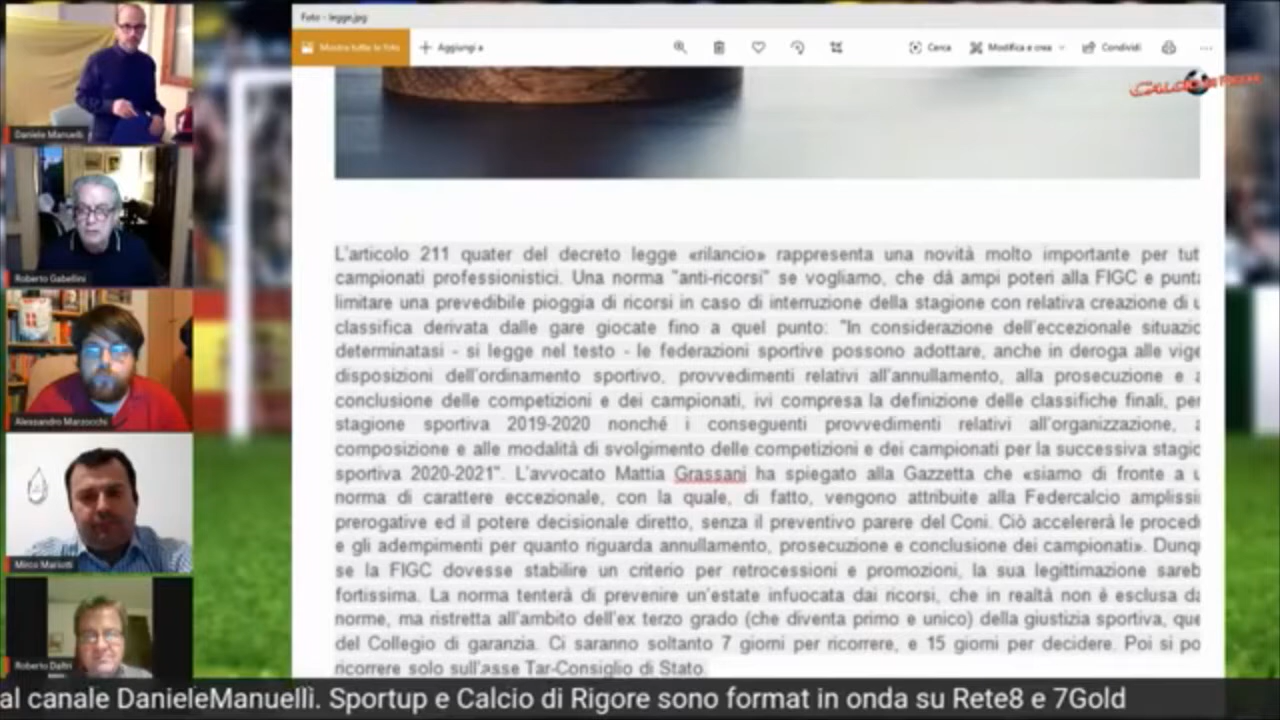 Foto - legge.jpg
Mostra tutte le foto
Aggiungi a
Cerca
Modifica e crea
Condividi
CALCIO DI RIGORE
Daniele Manuelli
Roberto Gabellini
Alessandro Marzocchi
Mirco Mariotti
Roberto Daltri
L'articolo 211 quater del decreto legge «rilancio» rappresenta una novità molto importante per tut
campionati professionistici. Una norma "anti-ricorsi" se vogliamo, che dà ampi poteri alla FIGC e punta
limitare una prevedibile pioggia di ricorsi in caso di interruzione della stagione con relativa creazione di u
classifica derivata dalle gare giocate fino a quel punto: "In considerazione dell'eccezionale situazio
determinatasi - si legge nel testo - le federazioni sportive possono adottare, anche in deroga alle vige
disposizioni dell'ordinamento sportivo, provvedimenti relativi all'annullamento, alla prosecuzione e a
conclusione delle competizioni e dei campionati, ivi compresa la definizione delle classifiche finali, per
stagione sportiva 2019-2020 nonché i conseguenti provvedimenti relativi all'organizzazione, a
composizione e alle modalità di svolgimento delle competizioni e dei campionati per la successiva stagio
sportiva 2020-2021". L'avvocato Mattia Grassani ha spiegato alla Gazzetta che «siamo di fronte a u
norma di carattere eccezionale, con la quale, di fatto, vengono attribuite alla Federcalcio amplissi
prerogative ed il potere decisionale diretto, senza il preventivo parere del Coni. Ciò accelererà le procedu
e gli adempimenti per quanto riguarda annullamento, prosecuzione e conclusione dei campionati». Dunqu
se la FIGC dovesse stabilire un criterio per retrocessioni e promozioni, la sua legittimazione sareb
fortissima. La norma tenterà di prevenire un'estate infuocata dai ricorsi, che in realtà non è esclusa da
norme, ma ristretta all'ambito dell'ex terzo grado (che diventa primo e unico) della giustizia sportiva, que
del Collegio di garanzia. Ci saranno soltanto 7 giorni per ricorrere, e 15 giorni per decidere. Poi si po
ricorrere solo sull'asse Tar-Consiglio di Stato.
al canale DanieleManuellì. Sportup e Calcio di Rigore sono format in onda su Rete8 e 7Gold